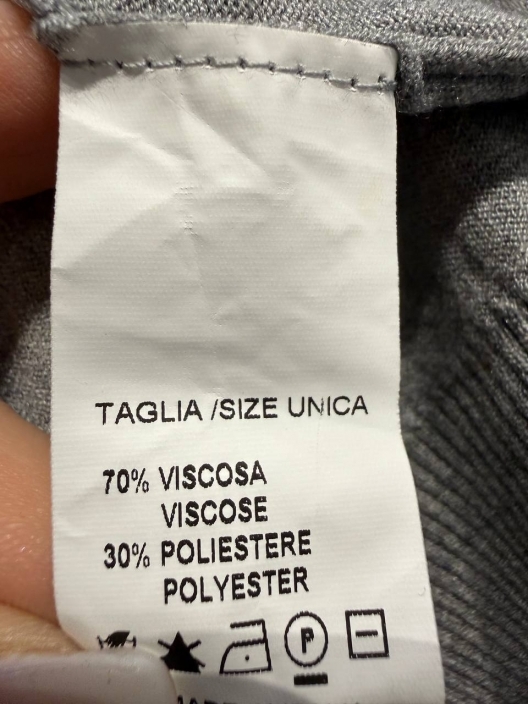 TAGLIA /SIZE UNICA
70% VISCOSA
VISCOSE
30% POLIESTERE
POLYESTER
P